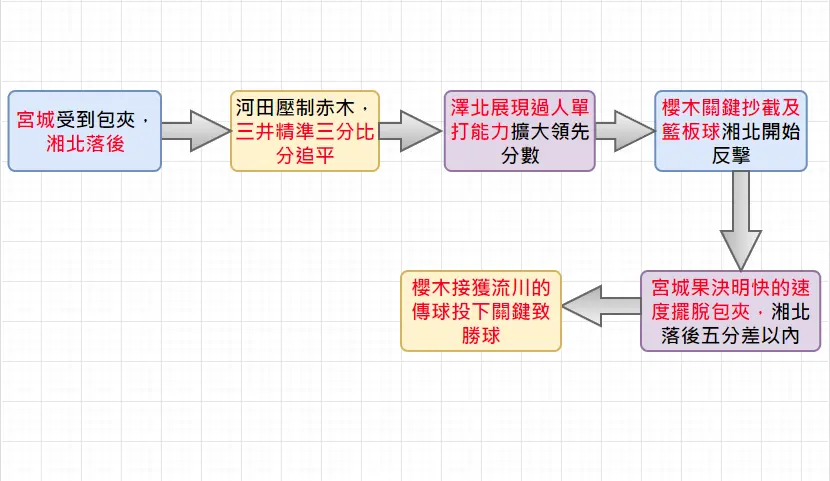 宮城受到包夾，
湘北落後
河田壓制赤木，
三井精準三分比
分追平
澤北展現過人單
打能力擴大領先
分數
櫻木關鍵抄截及
籃板球湘北開始
反擊
宮城果決明快的速
度擺脫包夾，湘北
落後五分差以內
櫻木接獲流川的
傳球投下關鍵致
勝球